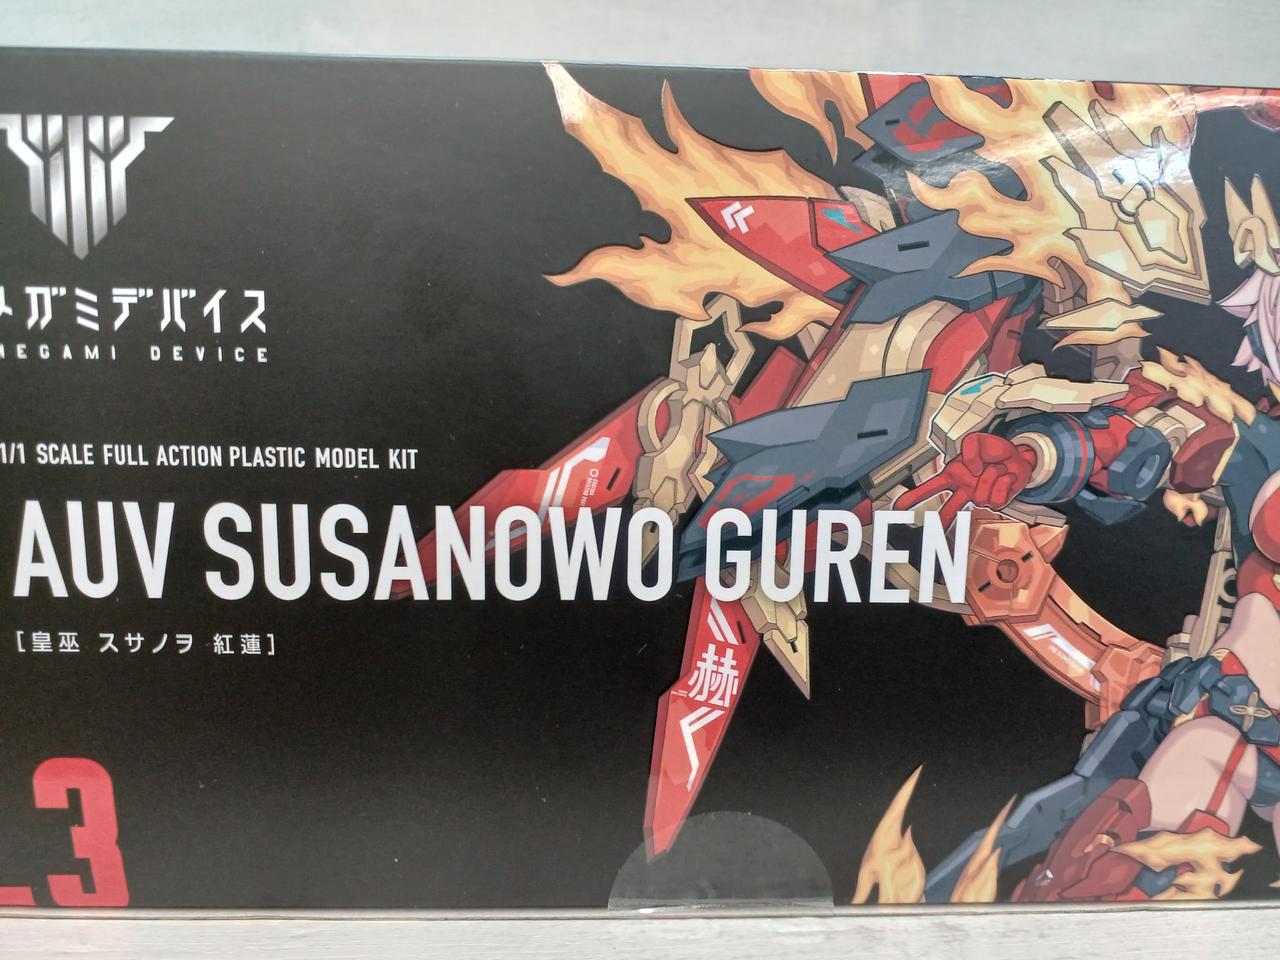 メガミデバイス
MEGAMI DEVICE
1/1 SCALE FULL ACTION PLASTIC MODEL KIT
AUV SUSANOWO GUREN
[皇巫 スサノヲ 紅蓮]
赫
.3